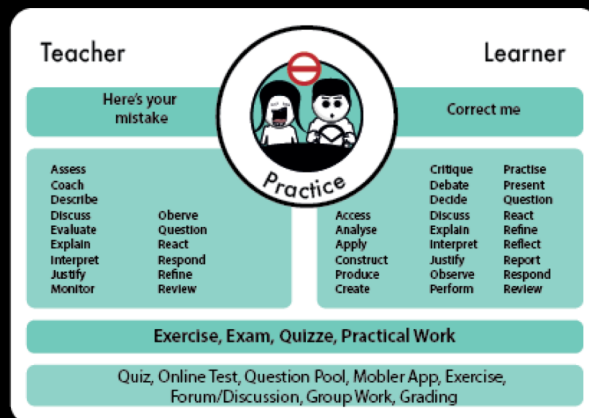 Teacher
Learner
Here's your
mistake
Practice
Correct me
Assess
Coach
Describe
Discuss
Evaluate
Explain
Interpret
Justify
Monitor
Oberve
Question
React
Respond
Refine
Review
Access
Analyse
Apply
Construct
Produce
Create
Critique
Debate
Decide
Discuss
Explain
Interpret
Justify
Observe
Perform
Practise
Present
Question
React
Refine
Reflect
Report
Respond
Review
Exercise, Exam, Quizze, Practical Work
Quiz, Online Test, Question Pool, Mobler App, Exercise,
Forum/Discussion, Group Work, Grading